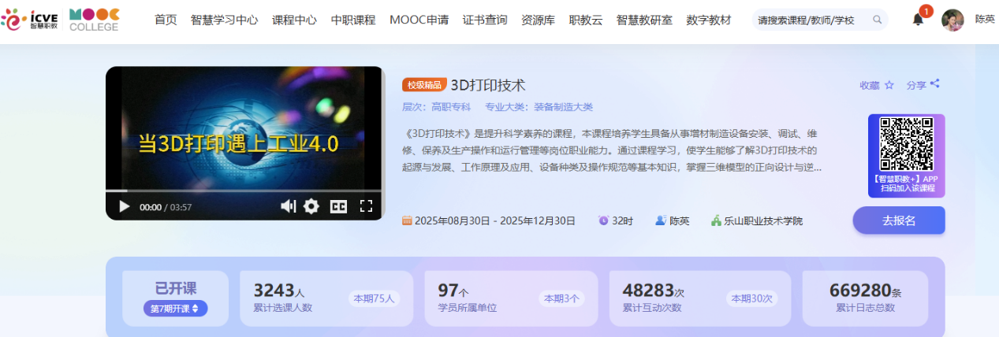 icve
智慧职教
MOOC
COLLEGE
首页 智慧学习中心 课程中心 中职课程 MOOC申请 证书查询 资源库 职教云 智慧教研室 数字教材
请搜索课程/教师/学校
1
陈英
当3D打印遇上工业4.0
00:00 / 03:57
CC
校级精品 3D打印技术
收藏 分享
层次: 高职专科 专业大类: 装备制造大类
《3D打印技术》是提升科学素养的课程，本课程培养学生具备从事增材制造设备安装、调试、维
修、保养及生产操作和运行管理等岗位职业能力。通过课程学习，使学生能够了解3D打印技术的
起源与发展、工作原理及应用、设备种类及操作规范等基本知识，掌握三维模型的正向设计与逆...
【智慧职教+】APP
扫码加入该课程
2025年08月30日 - 2025年12月30日 32时 陈英 乐山职业技术学院
去报名
已开课
第7期开课
3243人
累计选课人数
本期75人
97个
学员所属单位
本期3个
48283次
累计互动次数
本期30次
669280条
累计日志总数